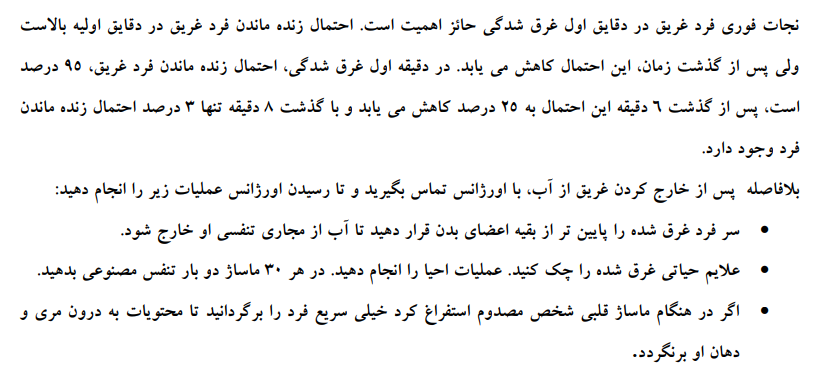 نجات فوری فرد غریق در دقایق اول غرق شدگی حائز اهمیت است. احتمال زنده ماندن فرد غریق در دقایق اولیه بالاست
ولی پس از گذشت زمان، این احتمال کاهش می یابد. در دقیقه اول غرق شدگی، احتمال زنده ماندن فرد غریق، ۹۵ درصد
است، پس از گذشت ۶ دقیقه این احتمال به ۲۵ درصد کاهش می یابد و با گذشت ۸ دقیقه تنها ۳ درصد احتمال زنده ماندن
فرد وجود دارد.
بلافاصله پس از خارج کردن غریق از آب، با اورژانس تماس بگیرید و تا رسیدن اورژانس عملیات زیر را انجام دهید:
• سر فرد غرق شده را پایین تر از بقیه اعضای بدن قرار دهید تا آب از مجاری تنفسی او خارج شود.
• علایم حیاتی غرق شده را چک کنید. عملیات احیا را انجام دهید. در هر ۳۰ ماساژ دو بار تنفس مصنوعی بدهید.
• اگر در هنگام ماساژ قلبی شخص مصدوم استفراغ کرد خیلی سریع فرد را برگردانید تا محتویات به درون مری و
دهان او برنگردد.